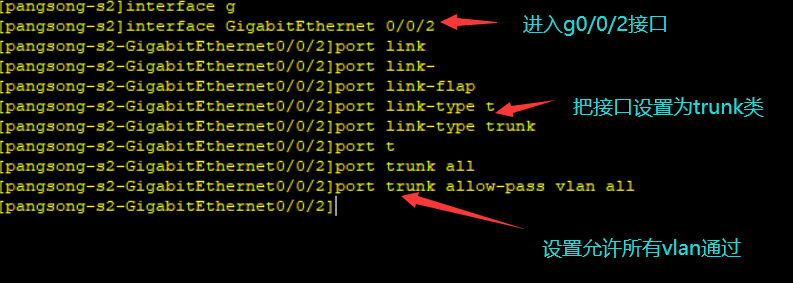 [pangsong-s2]interface g
[pangsong-s2]interface GigabitEthernet 0/0/2
进入g0/0/2接口
[pangsong-s2-GigabitEthernet0/0/2]port link
[pangsong-s2-GigabitEthernet0/0/2]port link-
[pangsong-s2-GigabitEthernet0/0/2]port link-flap
[pangsong-s2-GigabitEthernet0/0/2]port link-type t
把接口设置为trunk类
[pangsong-s2-GigabitEthernet0/0/2]port link-type trunk
[pangsong-s2-GigabitEthernet0/0/2]port t
[pangsong-s2-GigabitEthernet0/0/2]port trunk all
[pangsong-s2-GigabitEthernet0/0/2]port trunk allow-pass vlan all
[pangsong-s2-GigabitEthernet0/0/2]
设置允许所有vlan通过